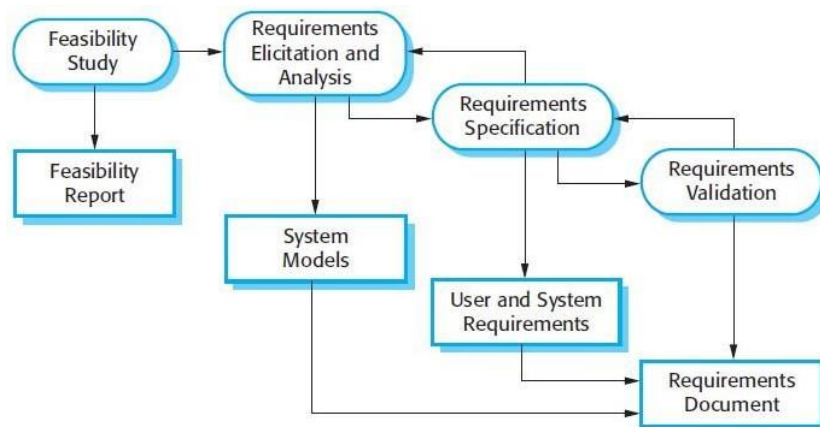 Feasibility
Study
Requirements
Elicitation and
Analysis
Requirements
Specification
Feasibility
Report
Requirements
Validation
System
Models
User and System
Requirements
Requirements
Document